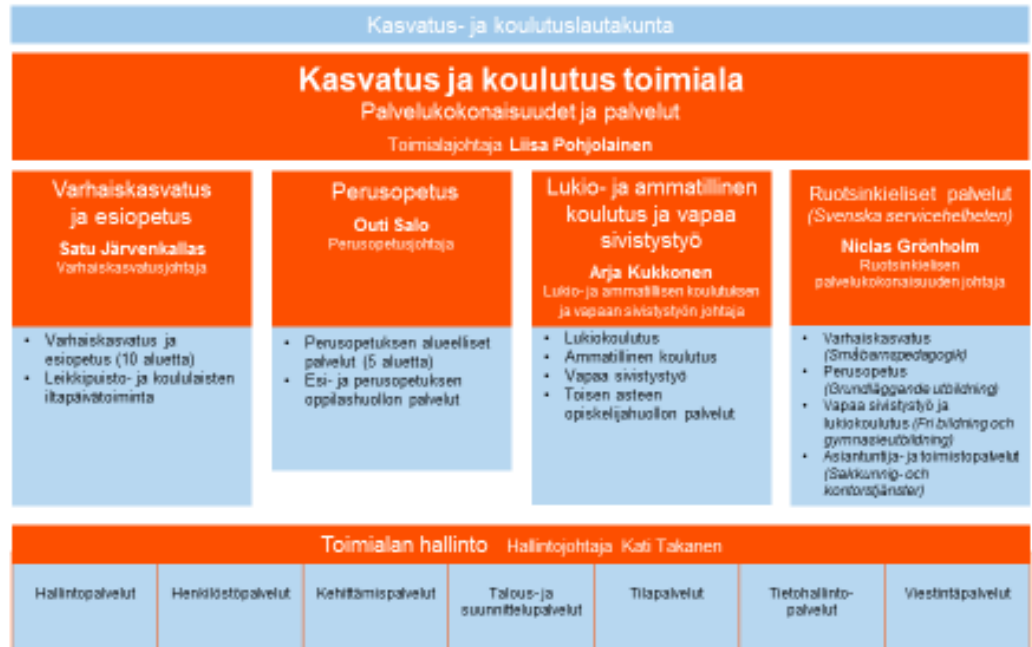 Kasvatus- ja koulutuslautakunta
Kasvatus ja koulutus toimiala
Palvelukokonaisuudet ja palvelut
Toimialajohtaja Liisa Pohjolainen
Varhaiskasvatus
ja esiopetus
Satu Järvenkallas
Varhaiskasvatusjohtaja
• Varhaiskasvatus ja
esiopetus (10 aluetta)
• Leikkipuisto- ja koululaisten
iltapäivätoiminta
Perusopetus
Outi Salo
Perusopetusjohtaja
• Perusopetuksen alueelliset
palvelut (5 aluetta)
• Esi- ja perusopetuksen
oppilashuollon palvelut
Lukio- ja ammatillinen
koulutus ja vapaa
sivistystyö
Arja Kukkonen
Lukio- ja ammatillisen koulutuksen
ja vapaan sivistystyön johtaja
• Lukiokoulutus
• Ammatillinen koulutus
• Vapaa sivistystyö
• Toisen asteen
opiskelijahuollon palvelut
Ruotsinkieliset palvelut
(Svenska servicehelheten)
Niclas Grönholm
Ruotsinkielisen
palvelukokonaisuuden johtaja
• Varhaiskasvatus
(Småbarnspedagogik)
• Perusopetus
(Grundläggande utbildning)
• Vapaa sivistystyö ja
lukiokoulutus (Fri bildning och
gymnasieutbildning)
• Asiantuntija- ja toimistopalvelut
(Sakkunnig- och
kontorstjänster)
Toimialan hallinto Hallintojohtaja Kati Takanen
Hallintopalvelut
Henkilöstöpalvelut
Kehittämispalvelut
Talous- ja
suunnittelupalvelut
Tilapalvelut
Tietohallinto-
palvelut
Viestintäpalvelut